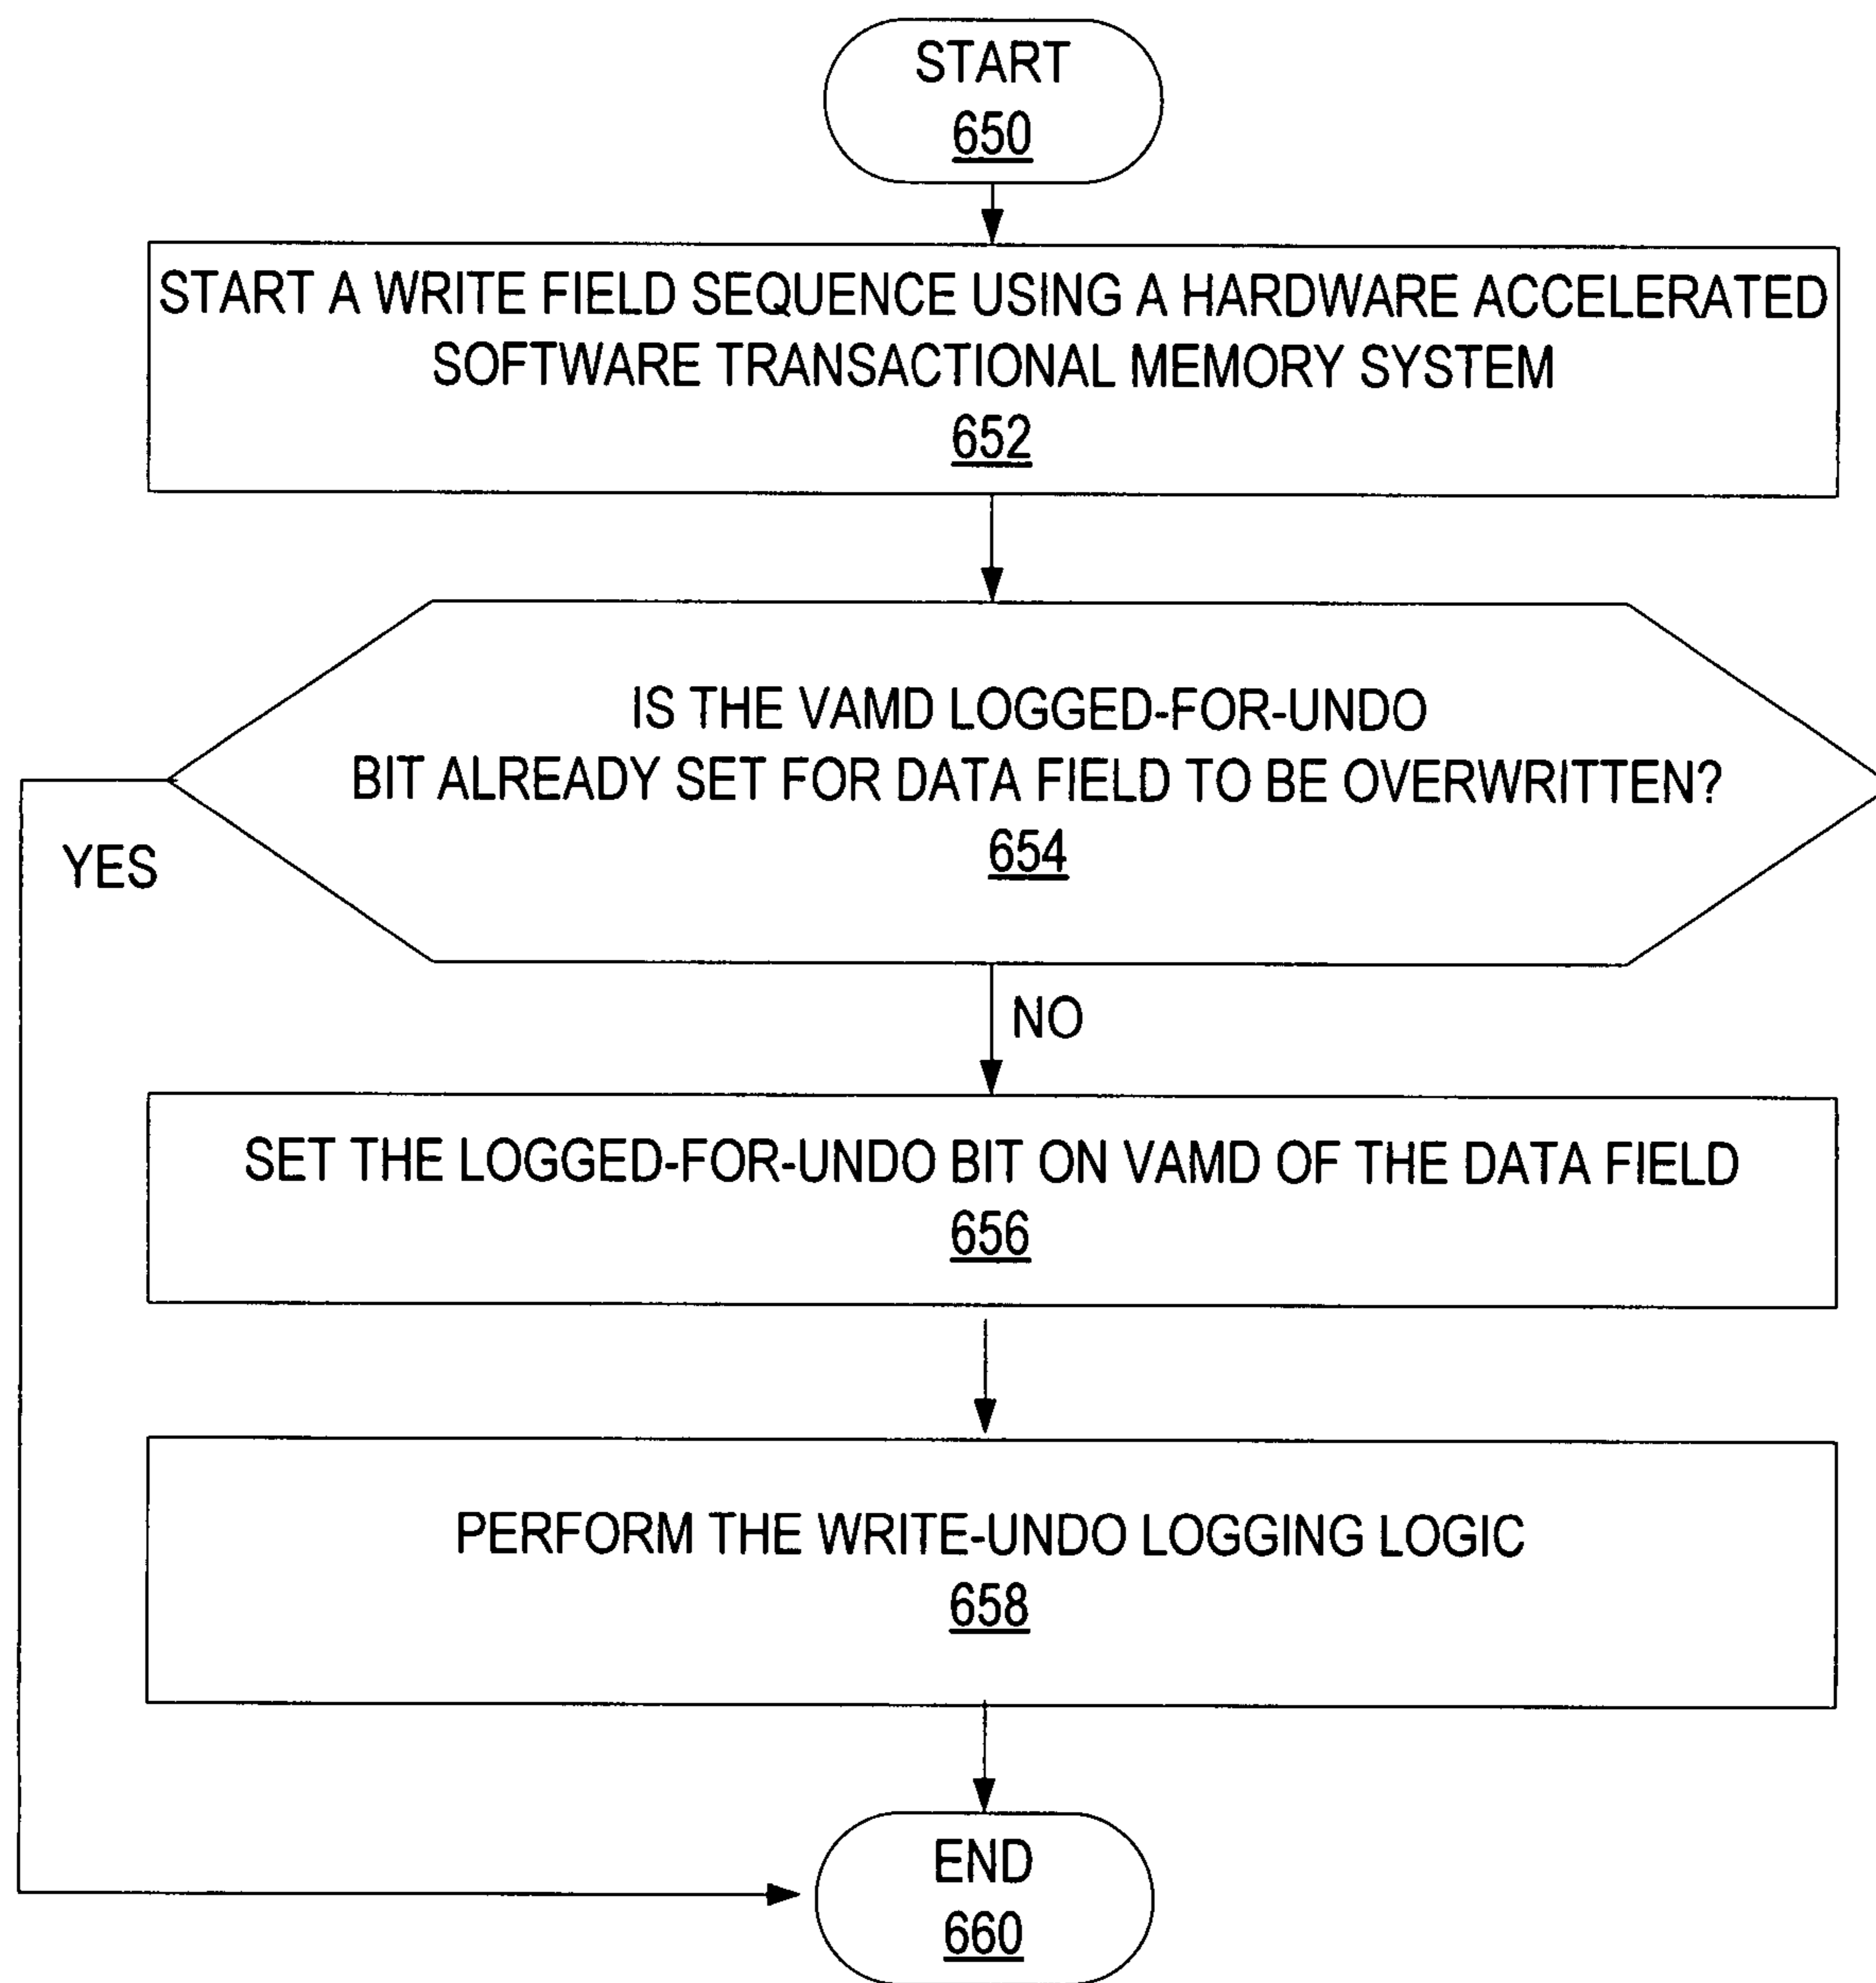 START
650
START A WRITE FIELD SEQUENCE USING A HARDWARE ACCELERATED
SOFTWARE TRANSACTIONAL MEMORY SYSTEM
652
IS THE VAMD LOGGED-FOR-UNDO
BIT ALREADY SET FOR DATA FIELD TO BE OVERWRITTEN?
654
YES
NO
SET THE LOGGED-FOR-UNDO BIT ON VAMD OF THE DATA FIELD
656
PERFORM THE WRITE-UNDO LOGGING LOGIC
658
END
660